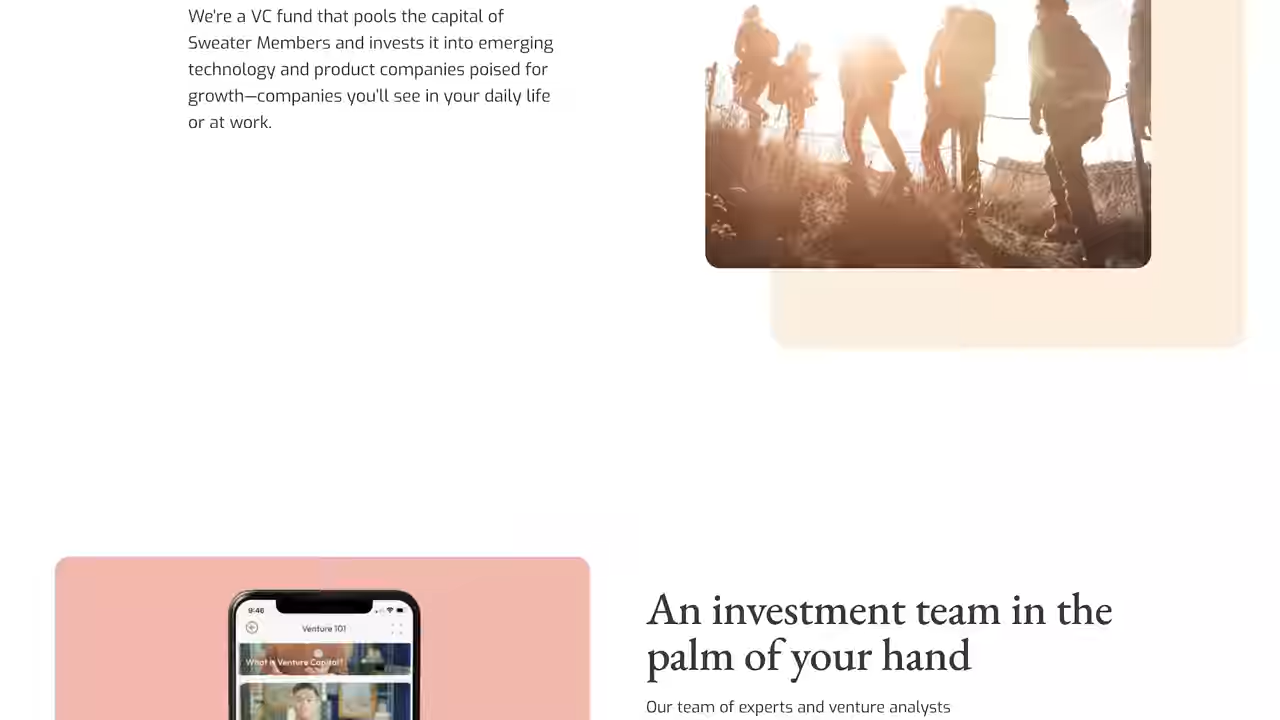 We're a VC fund that pools the capital of
Sweater Members and invests it into emerging
technology and product companies poised for
growth—companies you'll see in your daily life
or at work.
9:46
Venture 101
What is Venture Capital?
An investment team in the
palm of your hand
Our team of experts and venture analysts